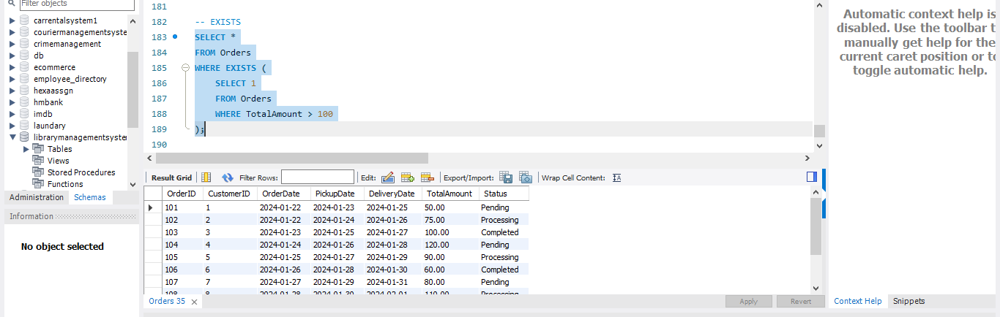 Filter objects
carrentalsystem1
couriermanagementsyste
crimemanagement
db
ecommerce
employee_directory
hexaassgn
hmbank
imdb
laundary
librarymanagementsyster
Tables
Views
Stored Procedures
Functions
Administration Schemas
Information
No object selected
181
182 -- EXISTS
183 SELECT *
184 FROM Orders
185 WHERE EXISTS (
186 SELECT 1
187 FROM Orders
188 WHERE TotalAmount > 100
189 );
190
Result Grid Filter Rows: Edit: Export/Import: Wrap Cell Content:
OrderID CustomerID OrderDate PickupDate DeliveryDate TotalAmount Status
101 1 2024-01-22 2024-01-23 2024-01-25 50.00 Pending
102 2 2024-01-22 2024-01-24 2024-01-26 75.00 Processing
103 3 2024-01-23 2024-01-25 2024-01-27 100.00 Completed
104 4 2024-01-24 2024-01-26 2024-01-28 120.00 Pending
105 5 2024-01-25 2024-01-27 2024-01-29 90.00 Processing
106 6 2024-01-26 2024-01-28 2024-01-30 60.00 Completed
107 7 2024-01-27 2024-01-29 2024-01-31 80.00 Pending
108 8 2024-01-28 2024-01-30 2024-02-01 110.00 Processing
Orders 35
Apply Revert
Automatic context help is
disabled. Use the toolbar t
manually get help for the
current caret position or to
toggle automatic help.
Context Help Snippets